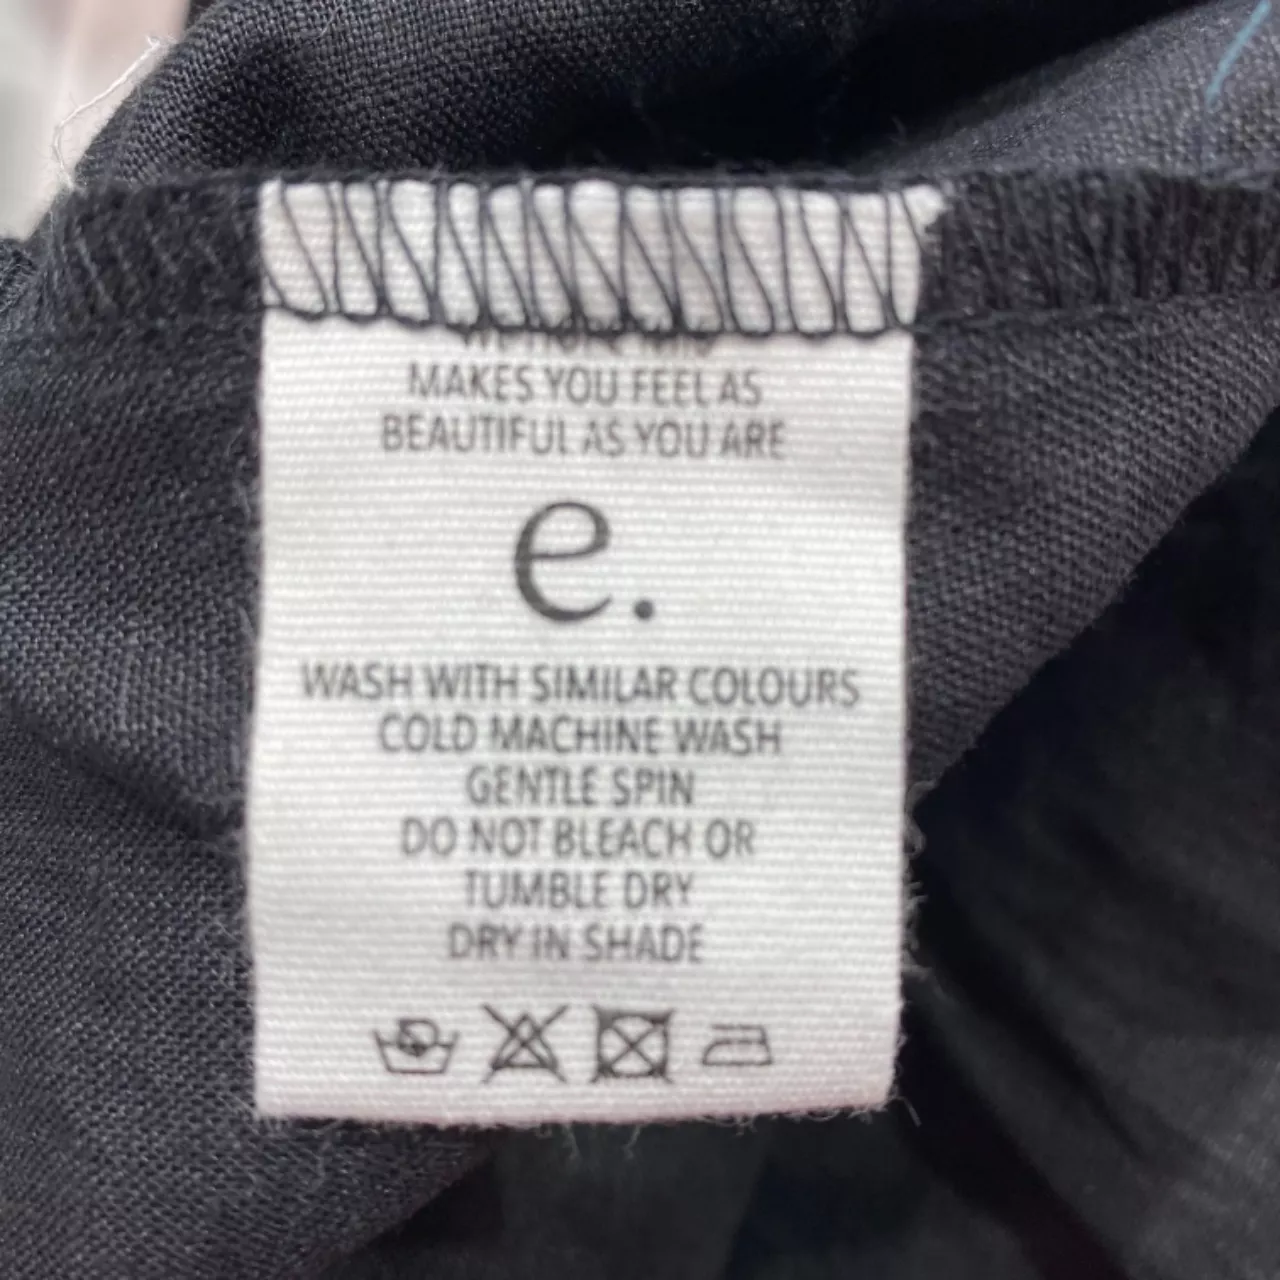 MAKES YOU FEEL AS
BEAUTIFUL AS YOU ARE
e.
WASH WITH SIMILAR COLOURS
COLD MACHINE WASH
GENTLE SPIN
DO NOT BLEACH OR
TUMBLE DRY
DRY IN SHADE